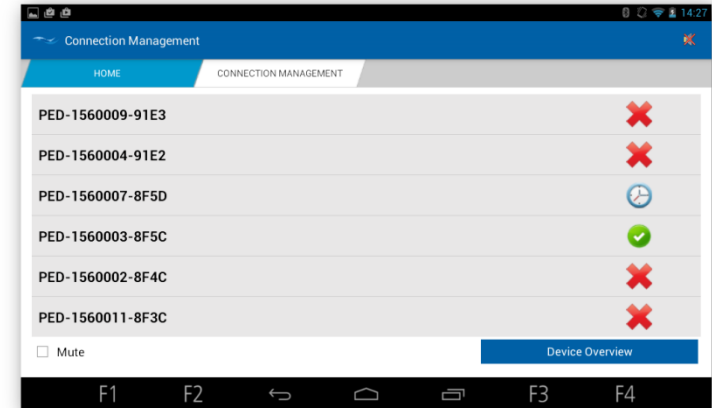 14:27
Connection Management
HOME CONNECTION MANAGEMENT
PED-1560009-91E3
PED-1560004-91E2
PED-1560007-8F5D
PED-1560003-8F5C
PED-1560002-8F4C
PED-1560011-8F3C
Mute Device Overview
F1 F2 F3 F4